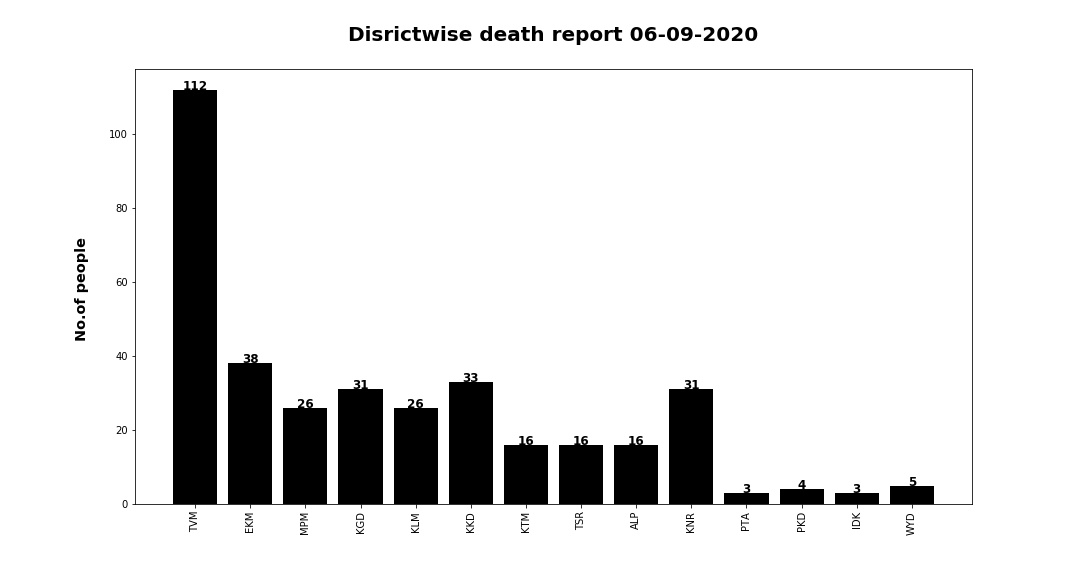 Disrictwise death report 06-09-2020
No.of people
100
80
60
40
20
0
112
38
26
31
26
33
16
16
16
31
3
4
3
5
TVM
EKM
MPM
KGD
KLM
KKD
KTM
TSR
ALP
KNR
PTA
PKD
IDK
WYD